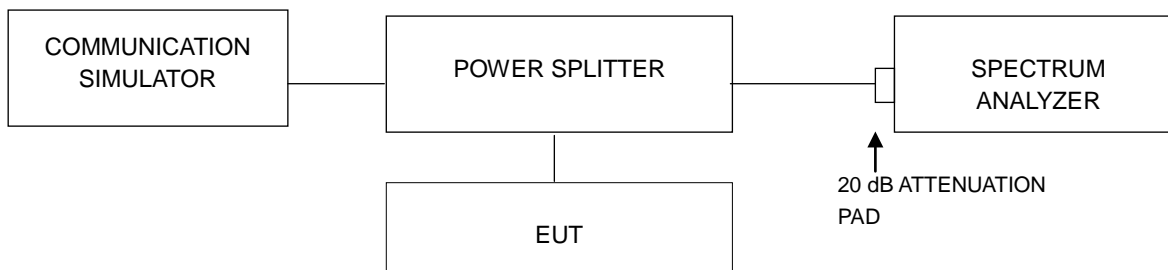 COMMUNICATION
SIMULATOR
POWER SPLITTER
SPECTRUM
ANALYZER
20 dB ATTENUATION
PAD
EUT